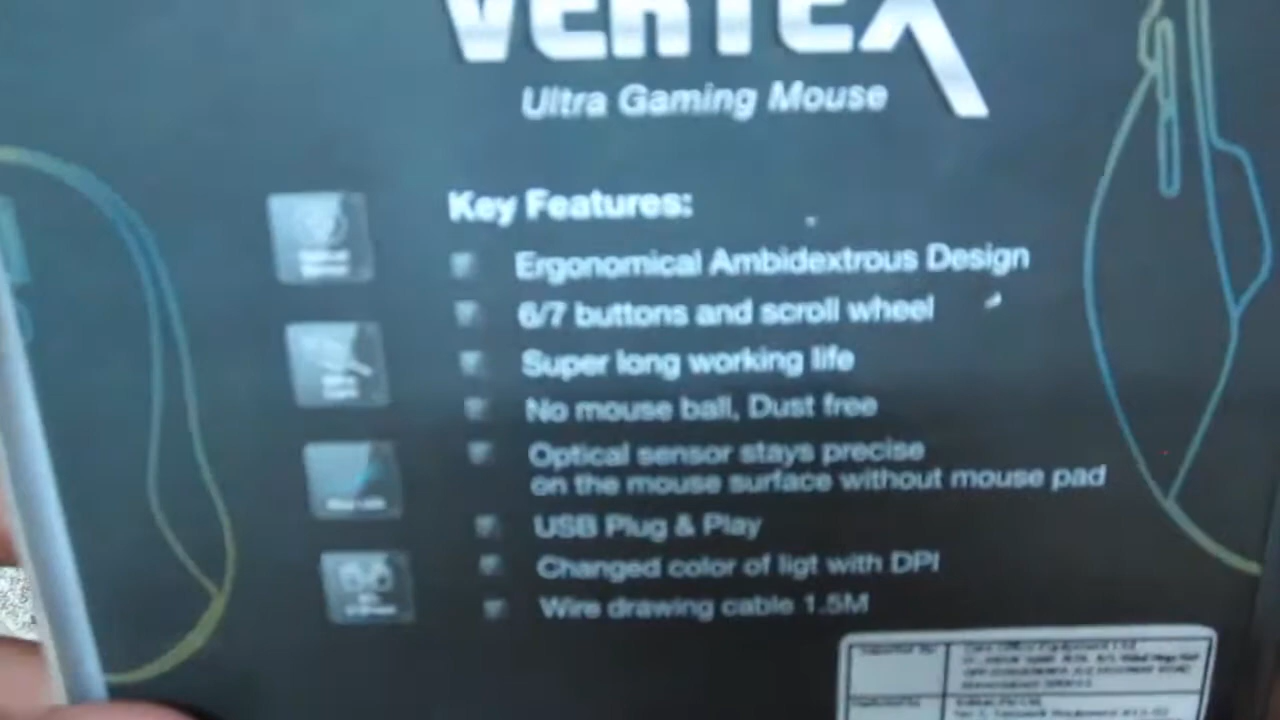 VERTEX
Ultra Gaming Mouse
Key Features:
Ergonomical Ambidextrous Design
6/7 buttons and scroll wheel
Super long working life
No mouse ball, Dust free
Optical sensor stays precise
on the mouse surface without mouse pad
USB Plug & Play
Changed color of ligt with DPI
Wire drawing cable 1.5M